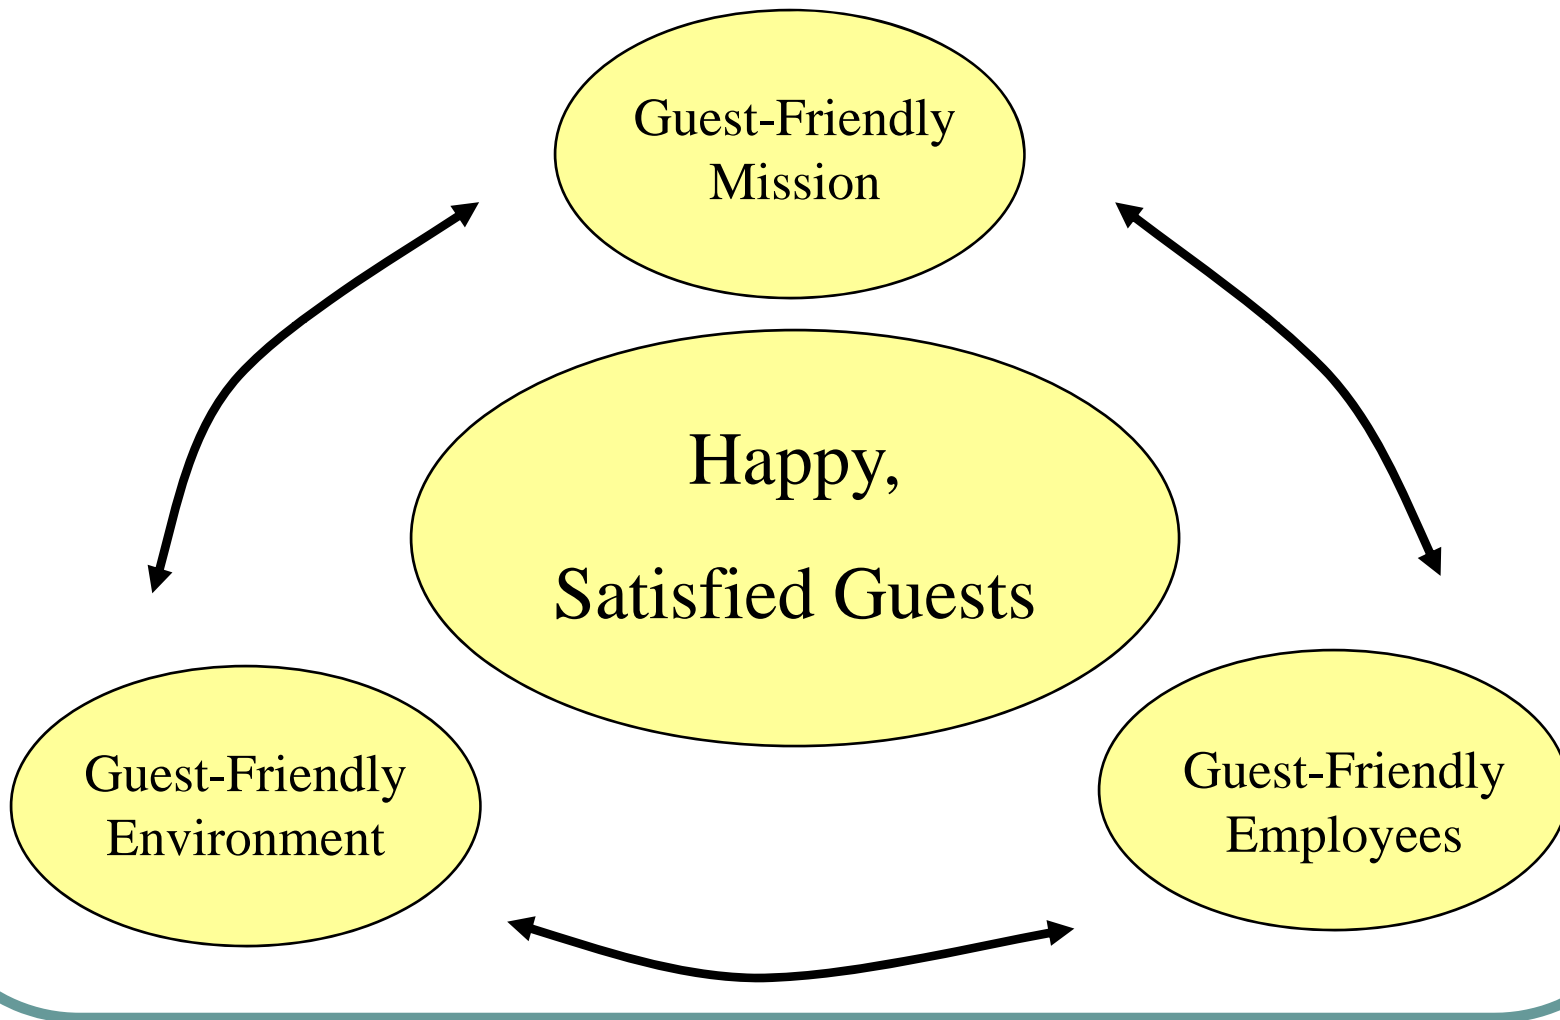 Guest-Friendly
Mission
Happy,
Satisfied Guests
Guest-Friendly
Environment
Guest-Friendly
Employees